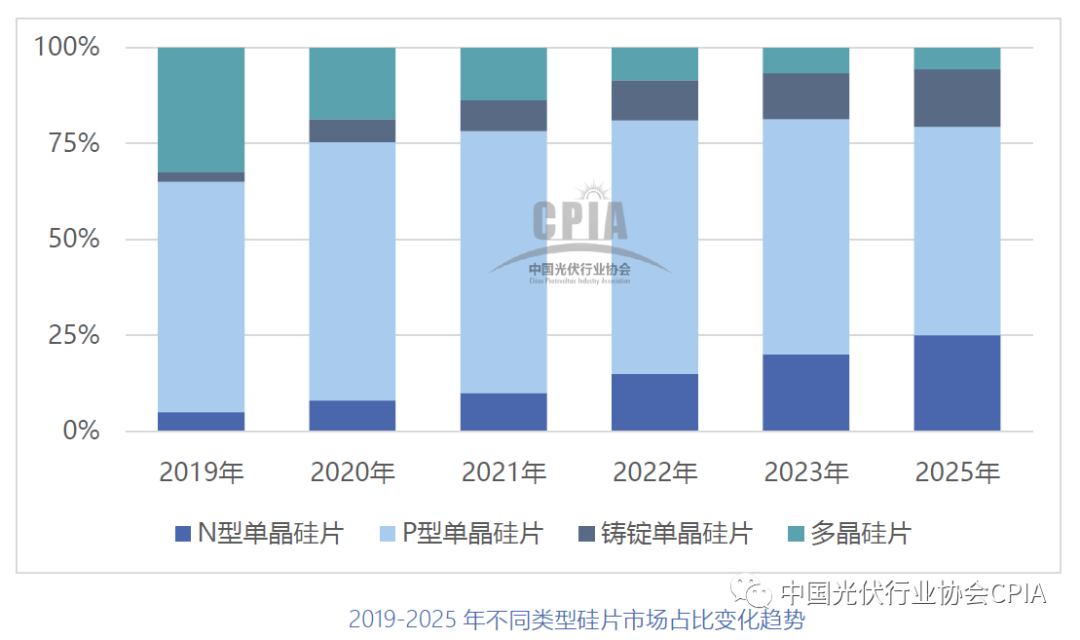 100%
75%
50%
25%
0%
CPIA
中国光伏行业协会
China Photovoltaic Industry Association
2019年 2020年 2021年 2022年 2023年 2025年
N型单晶硅片 P型单晶硅片 铸锭单晶硅片 多晶硅片
中国光伏行业协会CPIA
2019-2025 年不同类型硅片市场占比变化趋势